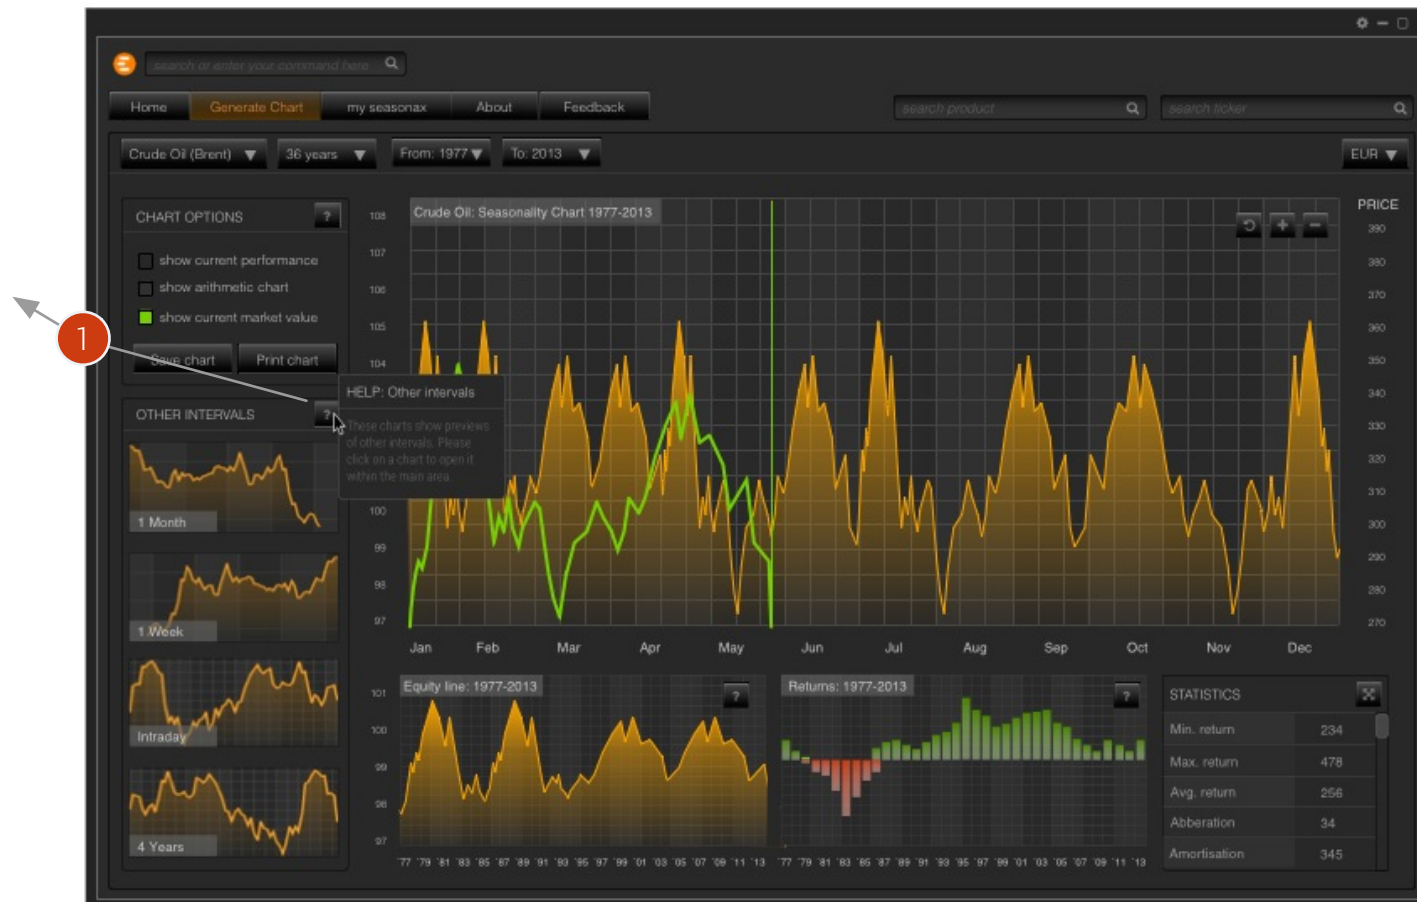 search or enter your command here
Home
Generate Chart
my seasonax
About
Feedback
search product
search ticker
Crude Oil (Brent)
36 years
From: 1977
To: 2013
EUR
CHART OPTIONS
?
show current performance
show arithmetic chart
show current market value
Save chart
Print chart
1
OTHER INTERVALS
?
HELP: Other intervals
These charts show previews
of other intervals. Please
click on a chart to open it
within the main area.
1 Month
1 Week
Intraday
4 Years
Crude Oil: Seasonality Chart 1977-2013
108
107
106
105
104
100
99
98
97
PRICE
390
380
370
360
350
340
330
320
310
300
290
280
270
Jan Feb Mar Apr May Jun Jul Aug Sep Oct Nov Dec
Equity line: 1977-2013
?
101
100
99
98
97
'77 '79 '81 '83 '85 '87 '89 '91 '93 '95 '97 '99 '01 '03 '05 '07 '09 '11 '13
Returns: 1977-2013
?
'77 '79 '81 '83 '85 '87 '89 '91 '93 '95 '97 '99 '01 '03 '05 '07 '09 '11 '13
STATISTICS
Min. return 234
Max. return 478
Avg. return 256
Abberation 34
Amortisation 345